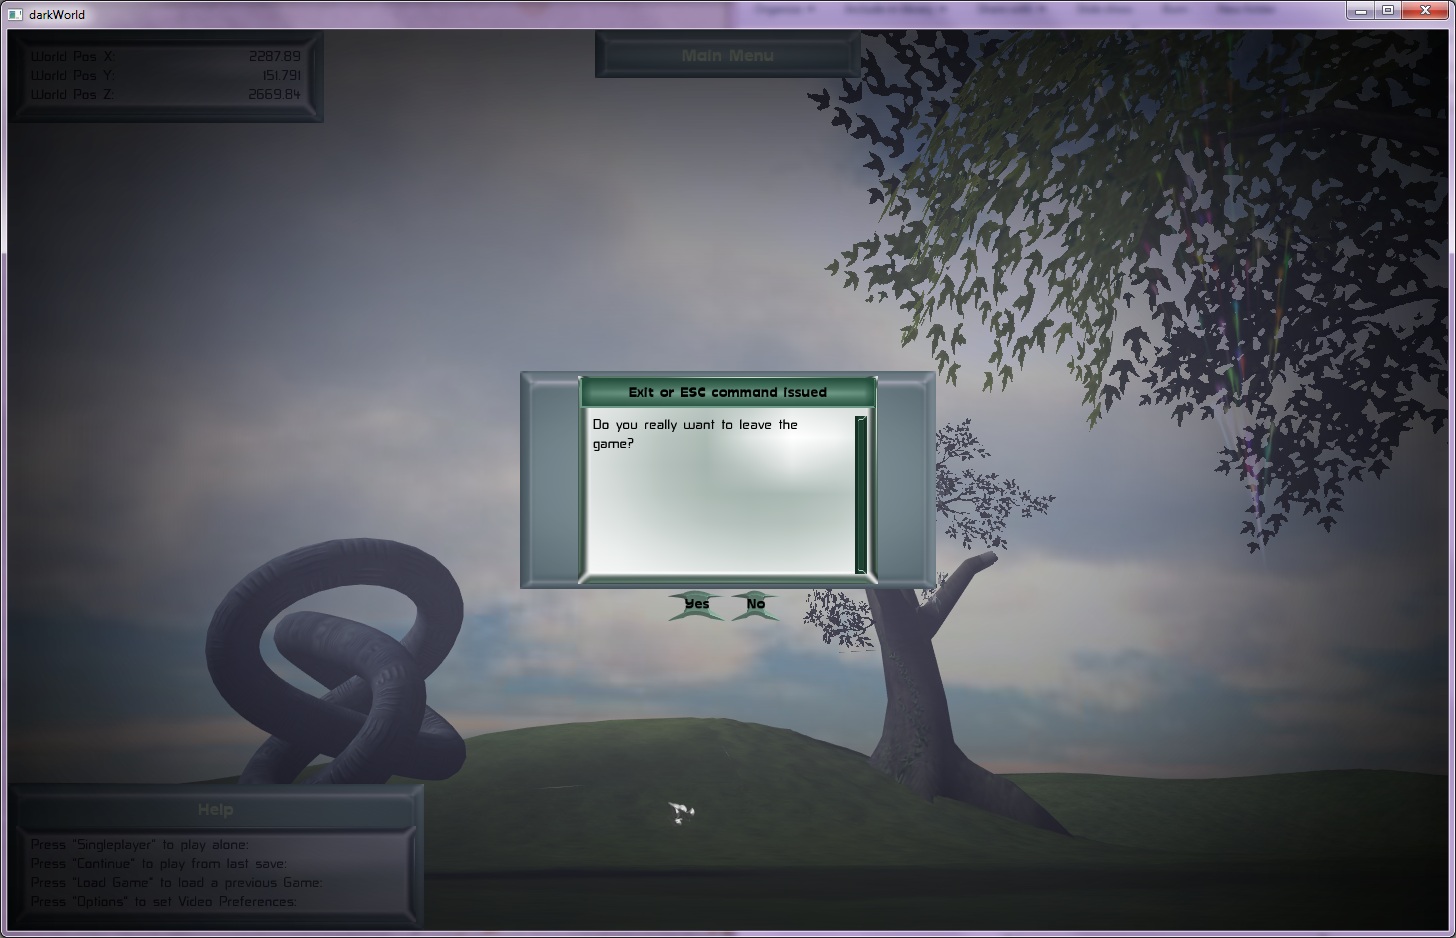 darkWorld
World Pos X: 2287.89
World Pos Y: 151.791
World Pos Z: 2669.84
Main Menu
Exit or ESC command issued
Do you really want to leave the
game?
Yes No
Help
Press "Singleplayer" to play alone:
Press "Continue" to play from last save:
Press "Load Game" to load a previous Game:
Press "Options" to set Video Preferences: